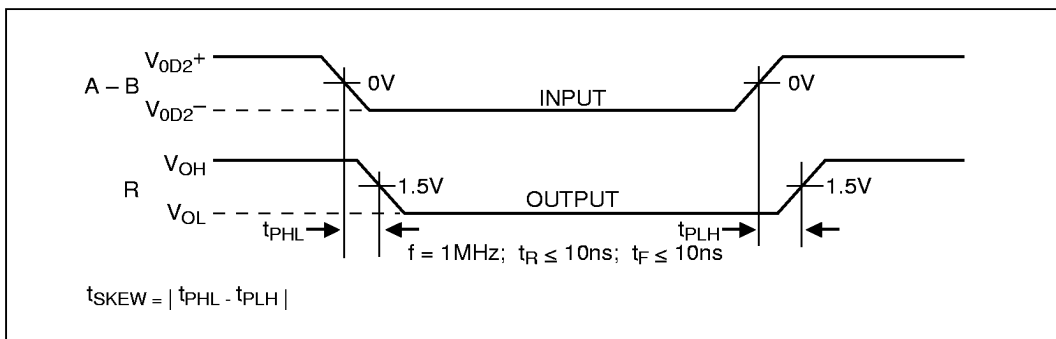 V0D2+
0V
0V
A – B
INPUT
V0D2–
VOH
R
1.5V
1.5V
OUTPUT
VOL
tPHL
tPLH
f = 1MHz; tR ≤ 10ns; tF ≤ 10ns
tSKEW = | tPHL - tPLH |